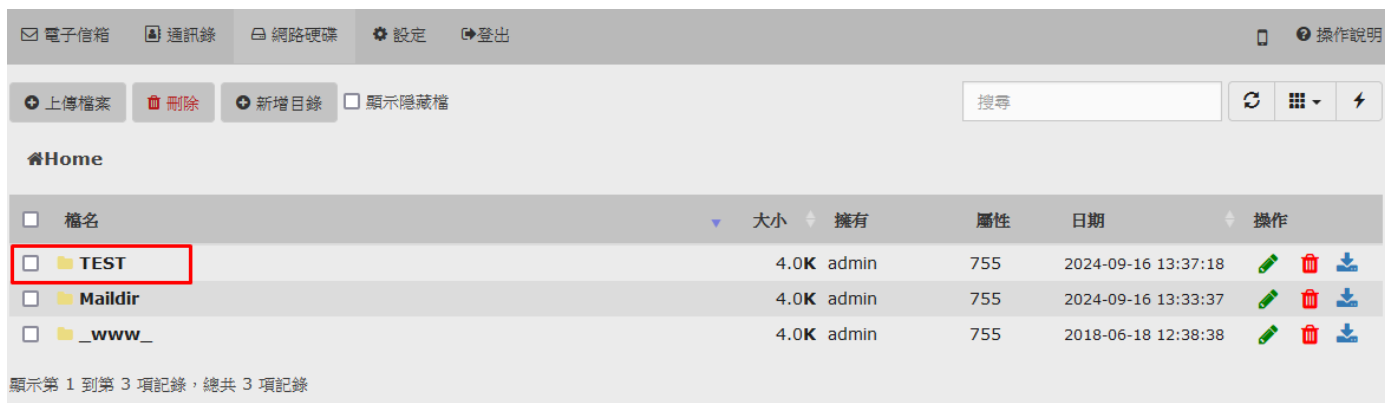 電子信箱 通訊錄 網路硬碟 設定 登出 操作說明
上傳檔案 刪除 新增目錄 顯示隱藏檔 搜尋
Home
檔名 大小 擁有 屬性 日期 操作
TEST 4.0K admin 755 2024-09-16 13:37:18
Maildir 4.0K admin 755 2024-09-16 13:33:37
_www_ 4.0K admin 755 2018-06-18 12:38:38
顯示第 1 到第 3 項記錄，總共 3 項記錄